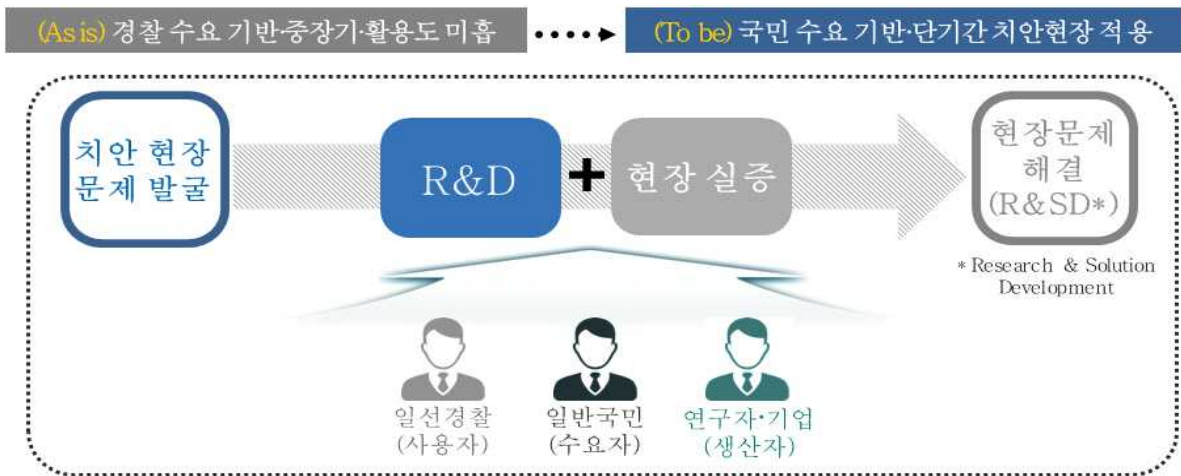 (As is) 경찰 수요 기반·중장기·활용도 미흡
(To be) 국민 수요 기반·단기간 치안현장 적용
치안 현장
문제 발굴
R&D
+
현장 실증
현장문제
해결
(R&SD*)
* Research & Solution
Development
일선경찰
(사용자)
일반국민
(수요자)
연구자·기업
(생산자)